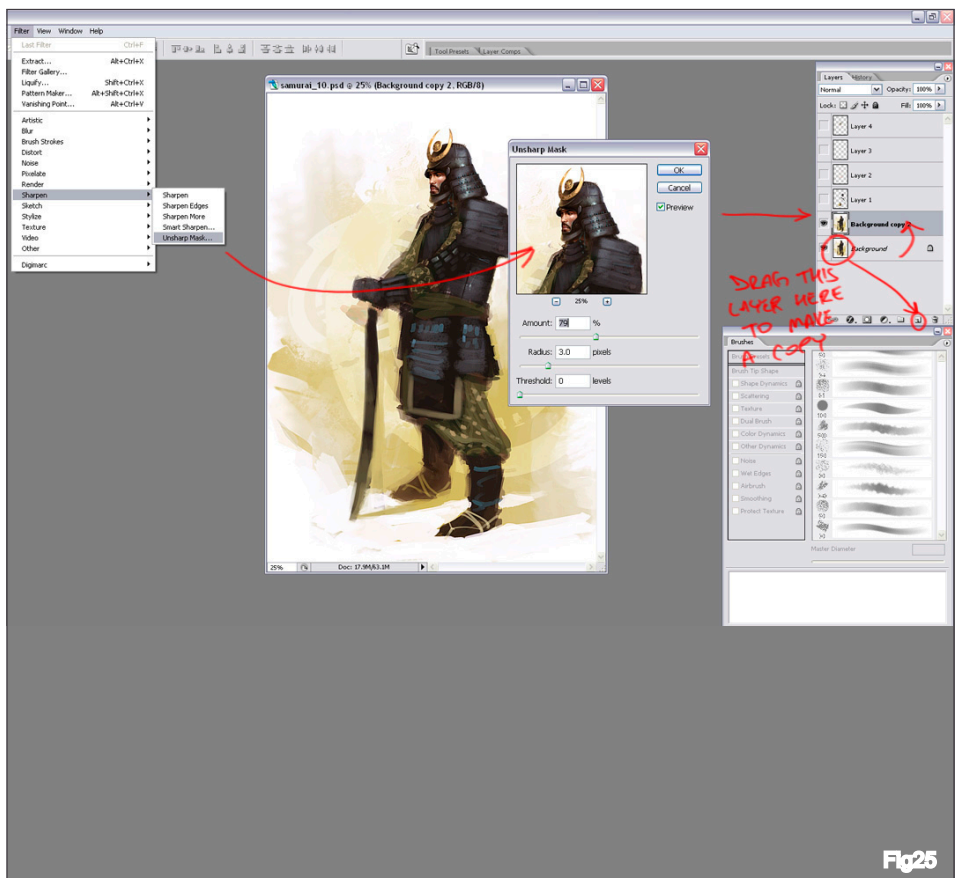 Filter View Window Help
Last Filter Ctrl+F
Extract... Alt+Ctrl+X
Filter Gallery...
Liquify... Shift+Ctrl+X
Pattern Maker... Alt+Shift+Ctrl+X
Vanishing Point... Alt+Ctrl+V
Artistic
Blur
Brush Strokes
Distort
Noise
Pixelate
Render
Sharpen
Sketch
Stylize
Texture
Video
Other
Digimarc
Sharpen
Sharpen Edges
Sharpen More
Smart Sharpen...
Unsharp Mask...
Tool Presets Layer Comps
samurai_10.psd @ 25% (Background copy 2, RGB/8)
25% Doc: 17.9M/63.1M
Unsharp Mask
OK
Cancel
Preview
25%
Amount: 79 %
Radius: 3.0 pixels
Threshold: 0 levels
Layers History
Normal Opacity: 100%
Lock: Fill: 100%
Layer 4
Layer 3
Layer 2
Layer 1
Background copy
Background
DRAG THIS
LAYER HERE
TO MAKE
A COPY
Brushes
Brush Tip Shape
Shape Dynamics
Scattering
Texture
Dual Brush
Color Dynamics
Other Dynamics
Noise
Wet Edges
Airbrush
Smoothing
Protect Texture
Master Diameter
Fig25